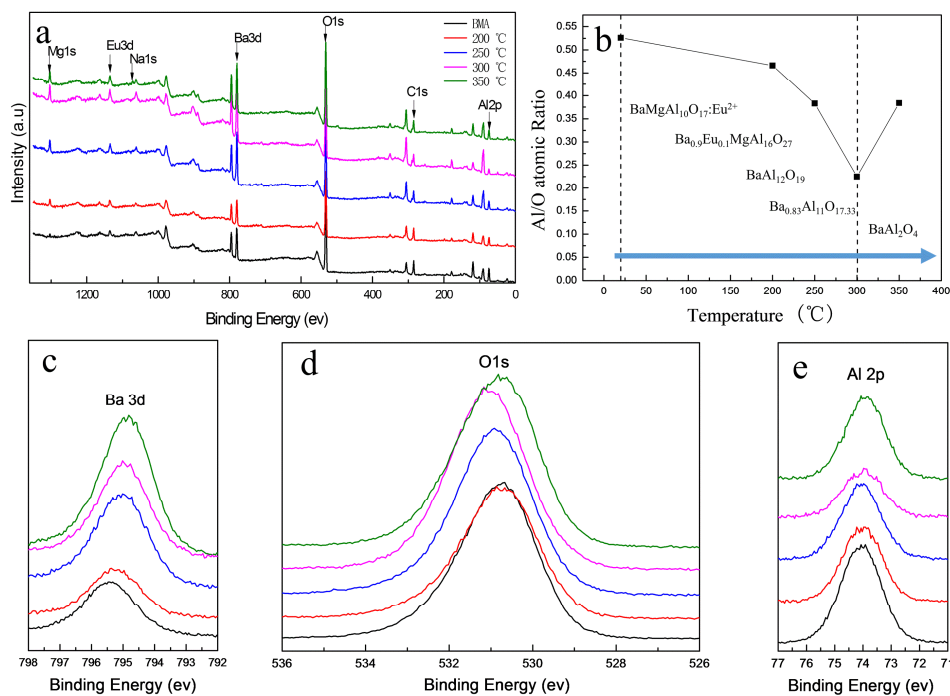 a
Mg1s
Eu3d
Na1s
Ba3d
O1s
C1s
Al2p
BMA
200 ℃
250 ℃
300 ℃
350 ℃
Intensity (a.u)
1200 1000 800 600 400 200 0
Binding Energy (ev)
b
0.55
0.50
0.45
0.40
0.35
0.30
0.25
0.20
0.15
0.10
0.05
0.00
Al/O atomic Ratio
BaMgAl₁₀O₁₇:Eu²⁺
Ba₀.₉Eu₀.₁MgAl₁₆O₂₇
BaAl₁₂O₁₉
Ba₀.₈₃Al₁₁O₁₇.₃₃
BaAl₂O₄
0 50 100 150 200 250 300 350 400
Temperature （℃）
c
Ba 3d
798 797 796 795 794 793 792
Binding Energy (ev)
d
O1s
536 534 532 530 528 526
Binding Energy (ev)
e
Al 2p
77 76 75 74 73 72 71
Binding Energy (ev)